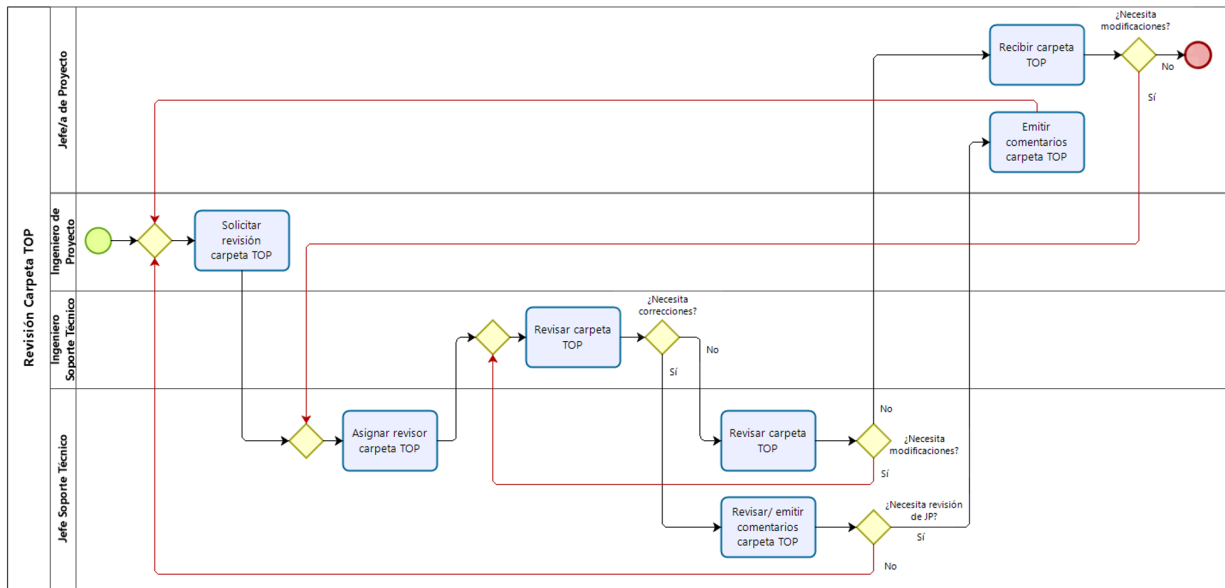 Revisión Carpeta TOP
Jefe/a de Proyecto
Recibir carpeta
TOP
¿Necesita
modificaciones?
No
Sí
Emitir
comentarios
carpeta TOP
Ingeniero de
Proyecto
Solicitar
revisión
carpeta TOP
Ingeniero
Soporte Técnico
Revisar carpeta
TOP
¿Necesita
correcciones?
No
Sí
Jefe Soporte Técnico
Asignar revisor
carpeta TOP
Revisar carpeta
TOP
No
¿Necesita
modificaciones?
Sí
Revisar/ emitir
comentarios
carpeta TOP
¿Necesita revisión
de JP?
Sí
No